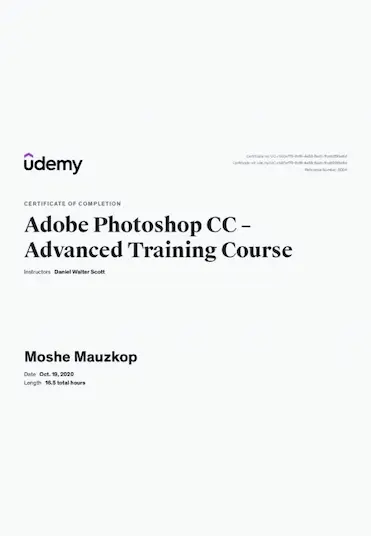 udemy
CERTIFICATE OF COMPLETION
Adobe Photoshop CC –
Advanced Training Course
Instructors Daniel Walter Scott
Moshe Mauzkop
Date Oct. 19, 2020
Length 16.5 total hours